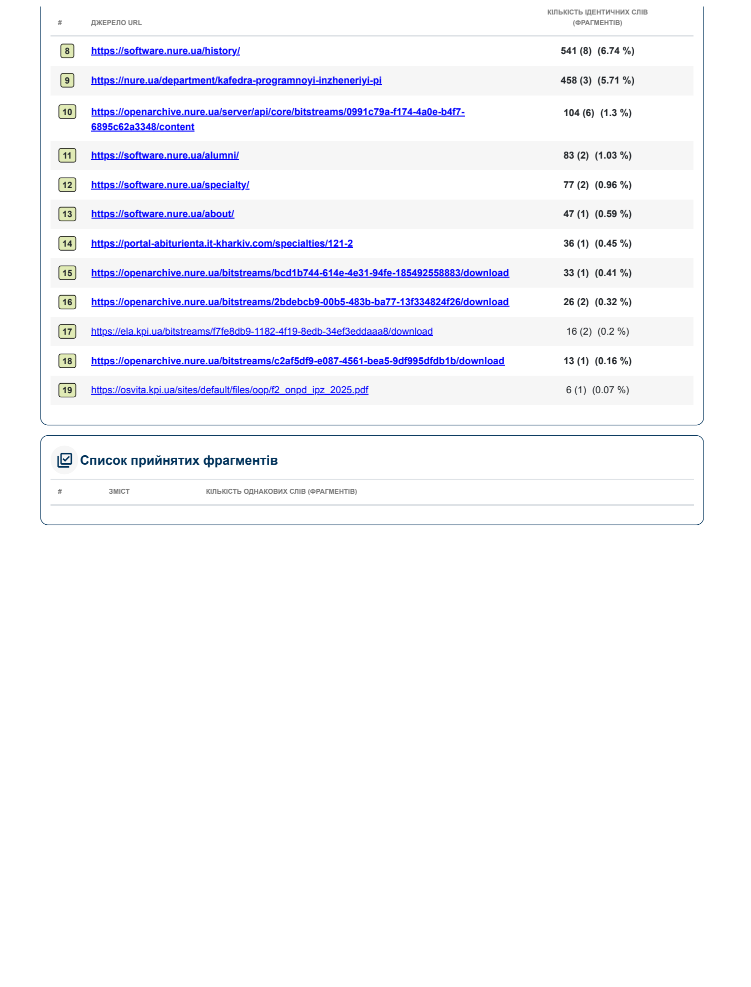 КІЛЬКІСТЬ ІДЕНТИЧНИХ СЛІВ
# ДЖЕРЕЛО URL (ФРАГМЕНТІВ)
8 https://software.nure.ua/history/ 541 (8) (6.74 %)
9 https://nure.ua/department/kafedra-programnoyi-inzheneriyi-pi 458 (3) (5.71 %)
10 https://openarchive.nure.ua/server/api/core/bitstreams/0991c79a-f174-4a0e-b4f7- 104 (6) (1.3 %)
6895c62a3348/content
11 https://software.nure.ua/alumni/ 83 (2) (1.03 %)
12 https://software.nure.ua/specialty/ 77 (2) (0.96 %)
13 https://software.nure.ua/about/ 47 (1) (0.59 %)
14 https://portal-abiturienta.it-kharkiv.com/specialties/121-2 36 (1) (0.45 %)
15 https://openarchive.nure.ua/bitstreams/bcd1b744-614e-4e31-94fe-185492558883/download 33 (1) (0.41 %)
16 https://openarchive.nure.ua/bitstreams/2bdebcb9-00b5-483b-ba77-13f334824f26/download 26 (2) (0.32 %)
17 https://ela.kpi.ua/bitstreams/f7fe8db9-1182-4f19-8edb-34ef3eddaaa8/download 16 (2) (0.2 %)
18 https://openarchive.nure.ua/bitstreams/c2af5df9-e087-4561-bea5-9df995dfdb1b/download 13 (1) (0.16 %)
19 https://osvita.kpi.ua/sites/default/files/oop/f2_onpd_ipz_2025.pdf 6 (1) (0.07 %)
Список прийнятих фрагментів
# ЗМІСТ КІЛЬКІСТЬ ОДНАКОВИХ СЛІВ (ФРАГМЕНТІВ)